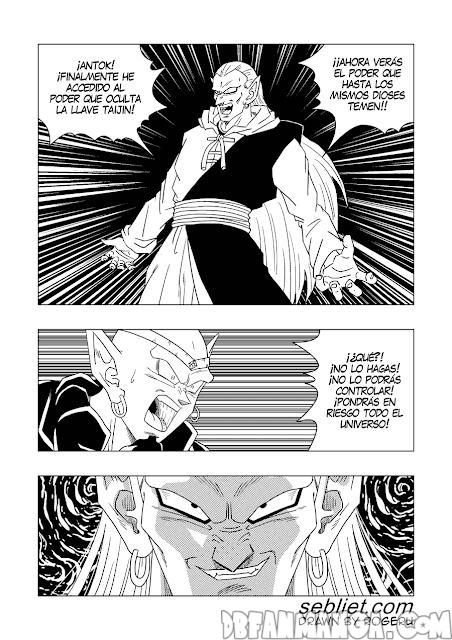 ¡ANTOK!
¡FINALMENTE HE
ACCEDIDO AL
PODER QUE OCULTA
LA LLAVE TAIJIN!
¡¡AHORA VERÁS
EL PODER QUE
HASTA LOS
MISMOS DIOSES
TEMEN!!
¡¿QUÉ?!
¡NO LO HAGAS!
¡NO LO PODRÁS
CONTROLAR!
¡PONDRÁS EN
RIESGO TODO EL
UNIVERSO!
sebliet.com
DRAWN BY ROGERU
DBFANMANGA.COM